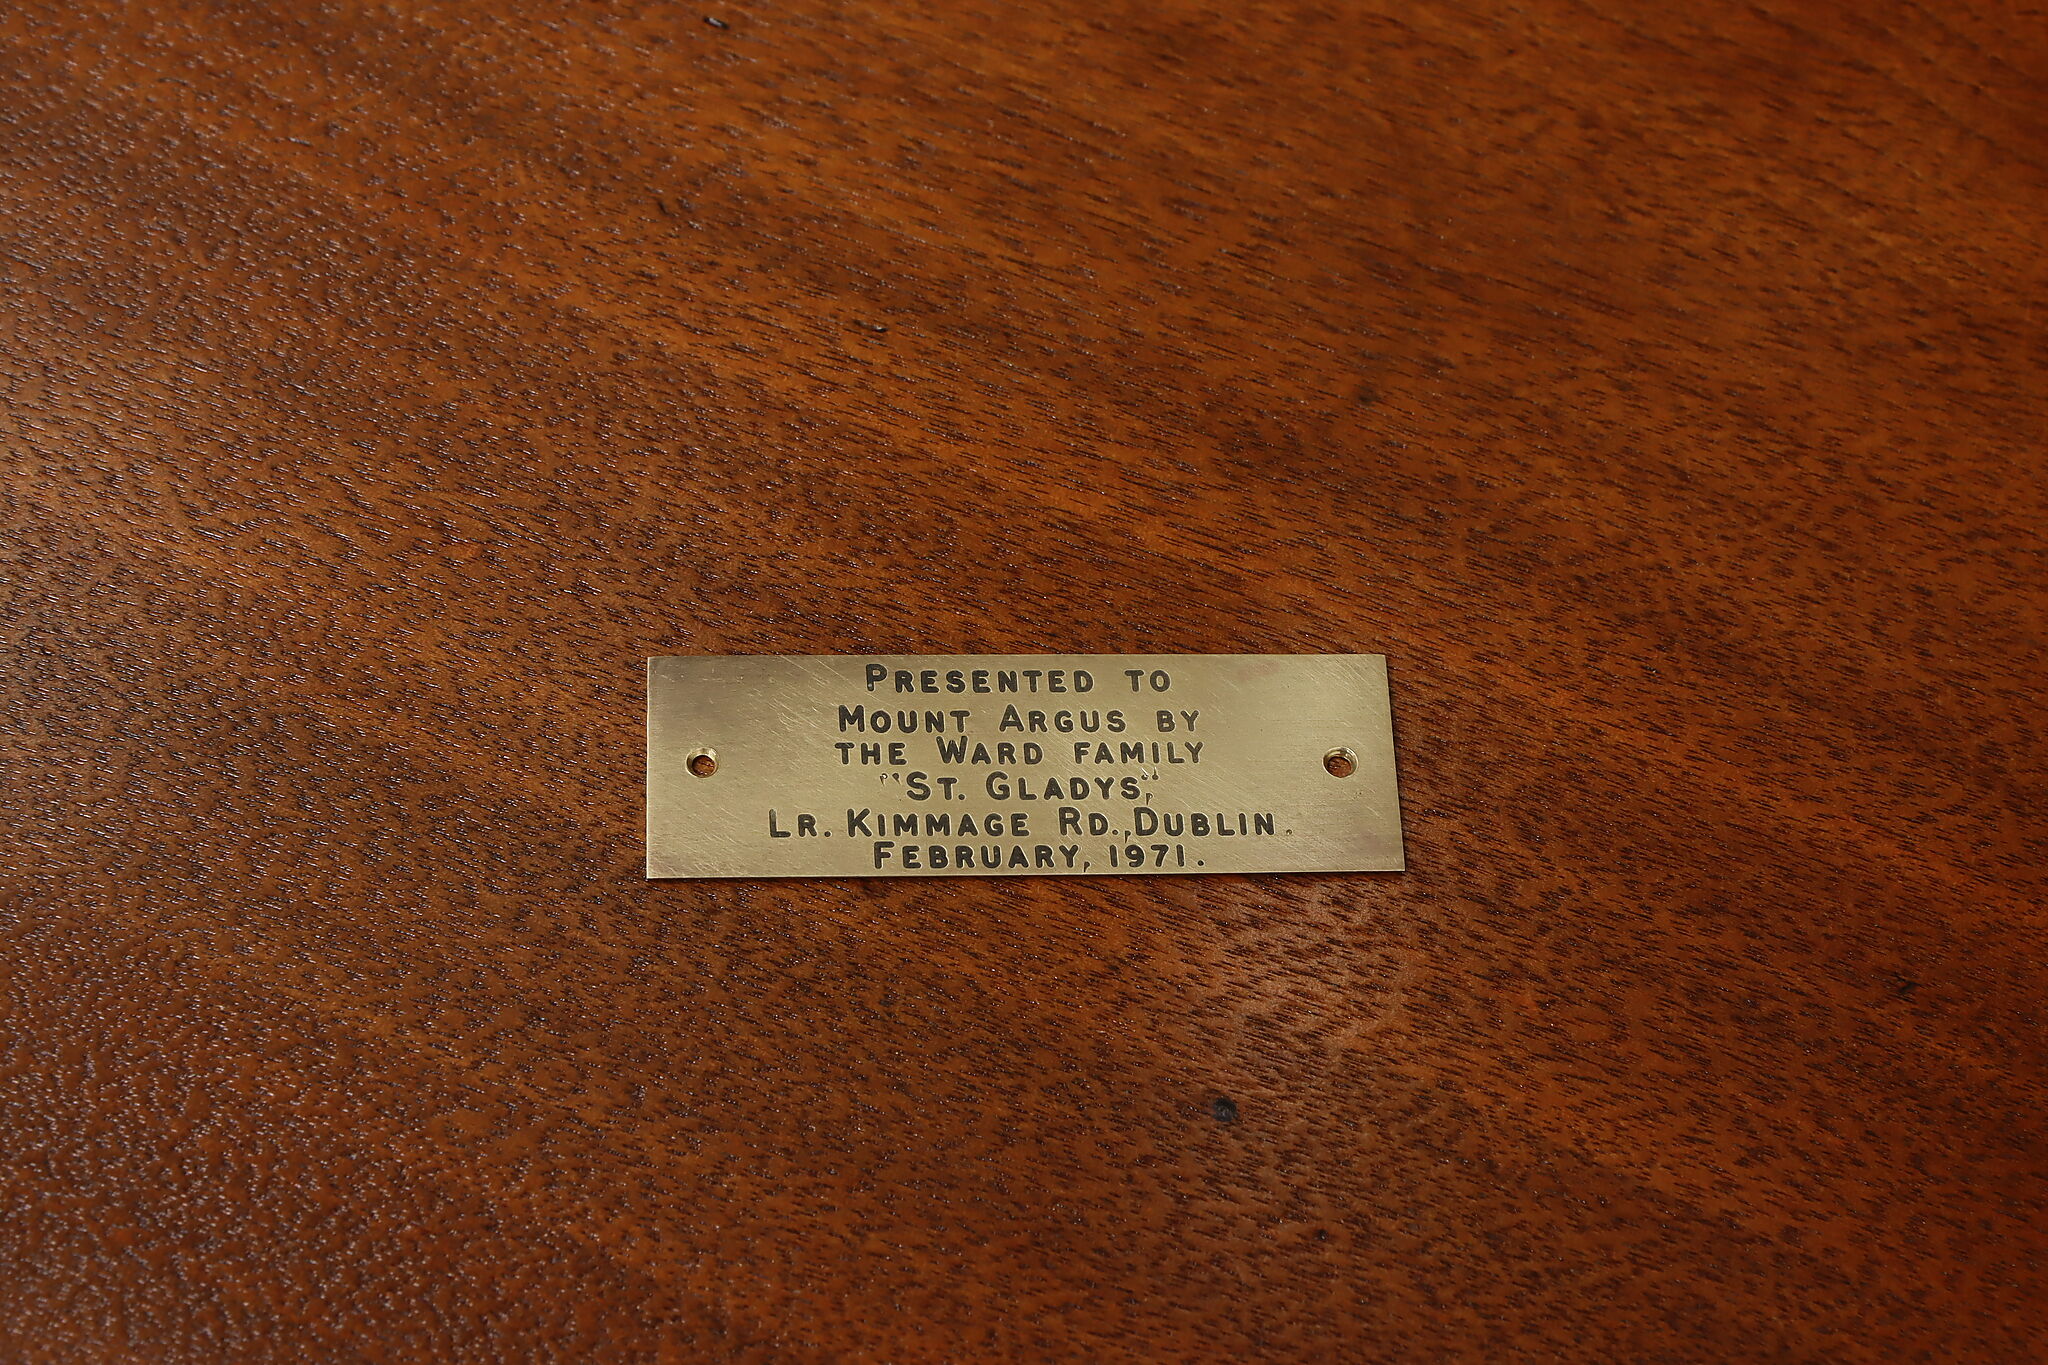 PRESENTED TO
MOUNT ARGUS BY
THE WARD FAMILY
"ST. GLADYS",
LR. KIMMAGE RD., DUBLIN.
FEBRUARY, 1971.